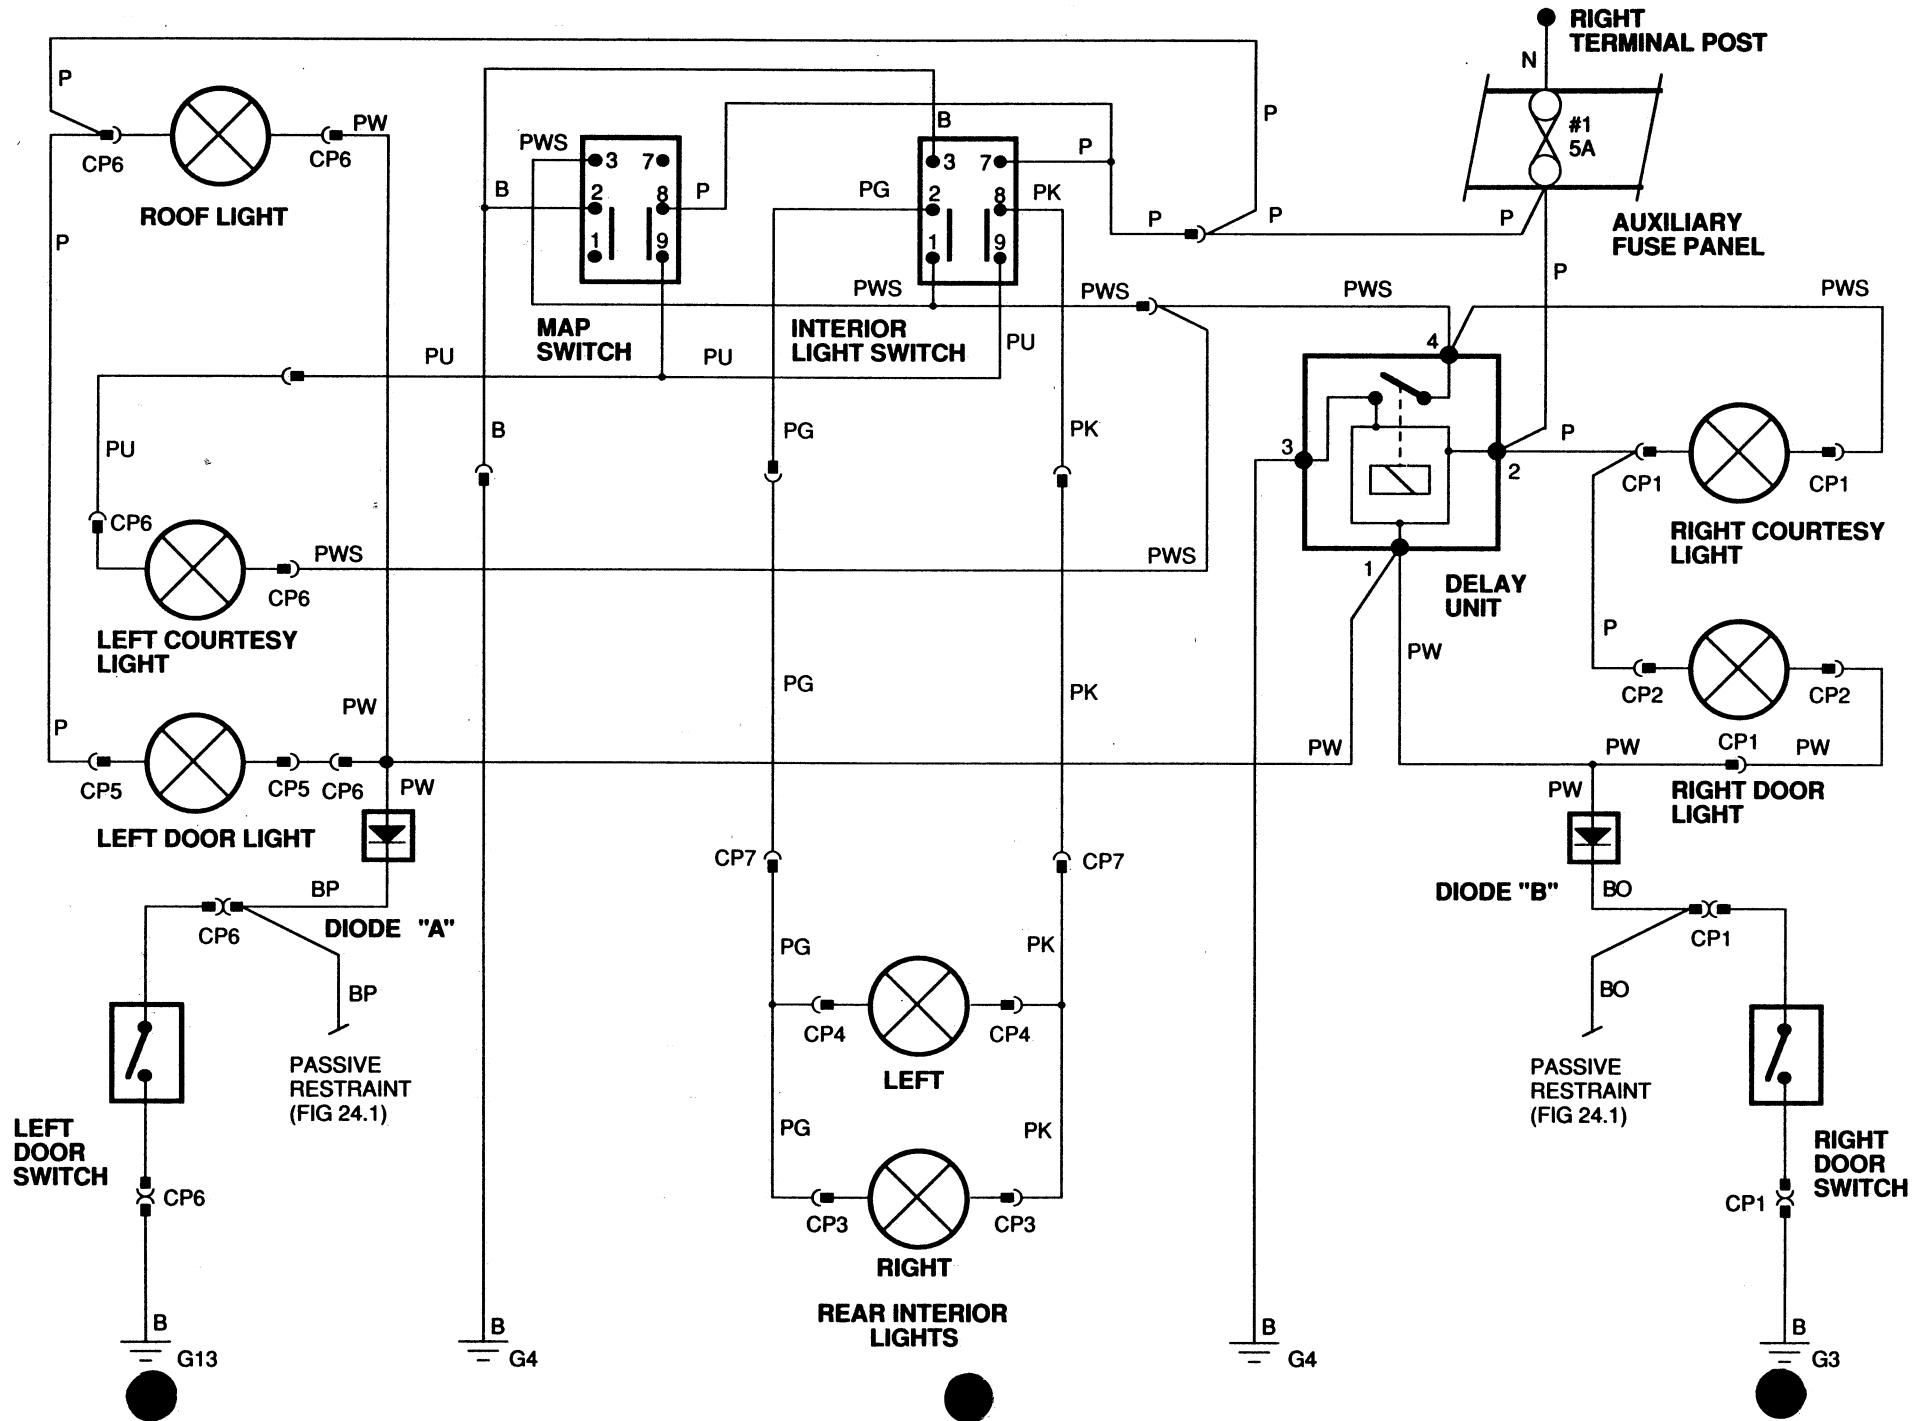 RIGHT
TERMINAL POST
N
#1
5A
AUXILIARY
FUSE PANEL
P
P
P
P
P
P
P
P
P
CP6
PW
CP6
ROOF LIGHT
PWS
B
3
7
2
8
1
9
P
MAP
SWITCH
B
3
7
2
8
1
9
PG
PK
PWS
INTERIOR
LIGHT SWITCH
PU
PWS
PWS
PWS
PU
PU
PU
CP6
PWS
CP6
PWS
LEFT COURTESY
LIGHT
B
PG
PK
4
3
2
1
DELAY
UNIT
P
CP1
CP1
RIGHT COURTESY
LIGHT
P
CP2
CP2
PW
PW
PW
CP1
PW
RIGHT DOOR
LIGHT
PG
PK
PW
P
CP5
CP5
CP6
PW
LEFT DOOR LIGHT
BP
DIODE "A"
CP6
BP
PASSIVE
RESTRAINT
(FIG 24.1)
LEFT
DOOR
SWITCH
CP6
B
G13
B
G4
CP7
CP7
PG
PK
CP4
CP4
LEFT
PG
PK
CP3
CP3
RIGHT
REAR INTERIOR
LIGHTS
B
G4
PW
DIODE "B"
BO
CP1
BO
PASSIVE
RESTRAINT
(FIG 24.1)
RIGHT
DOOR
SWITCH
CP1
B
G3